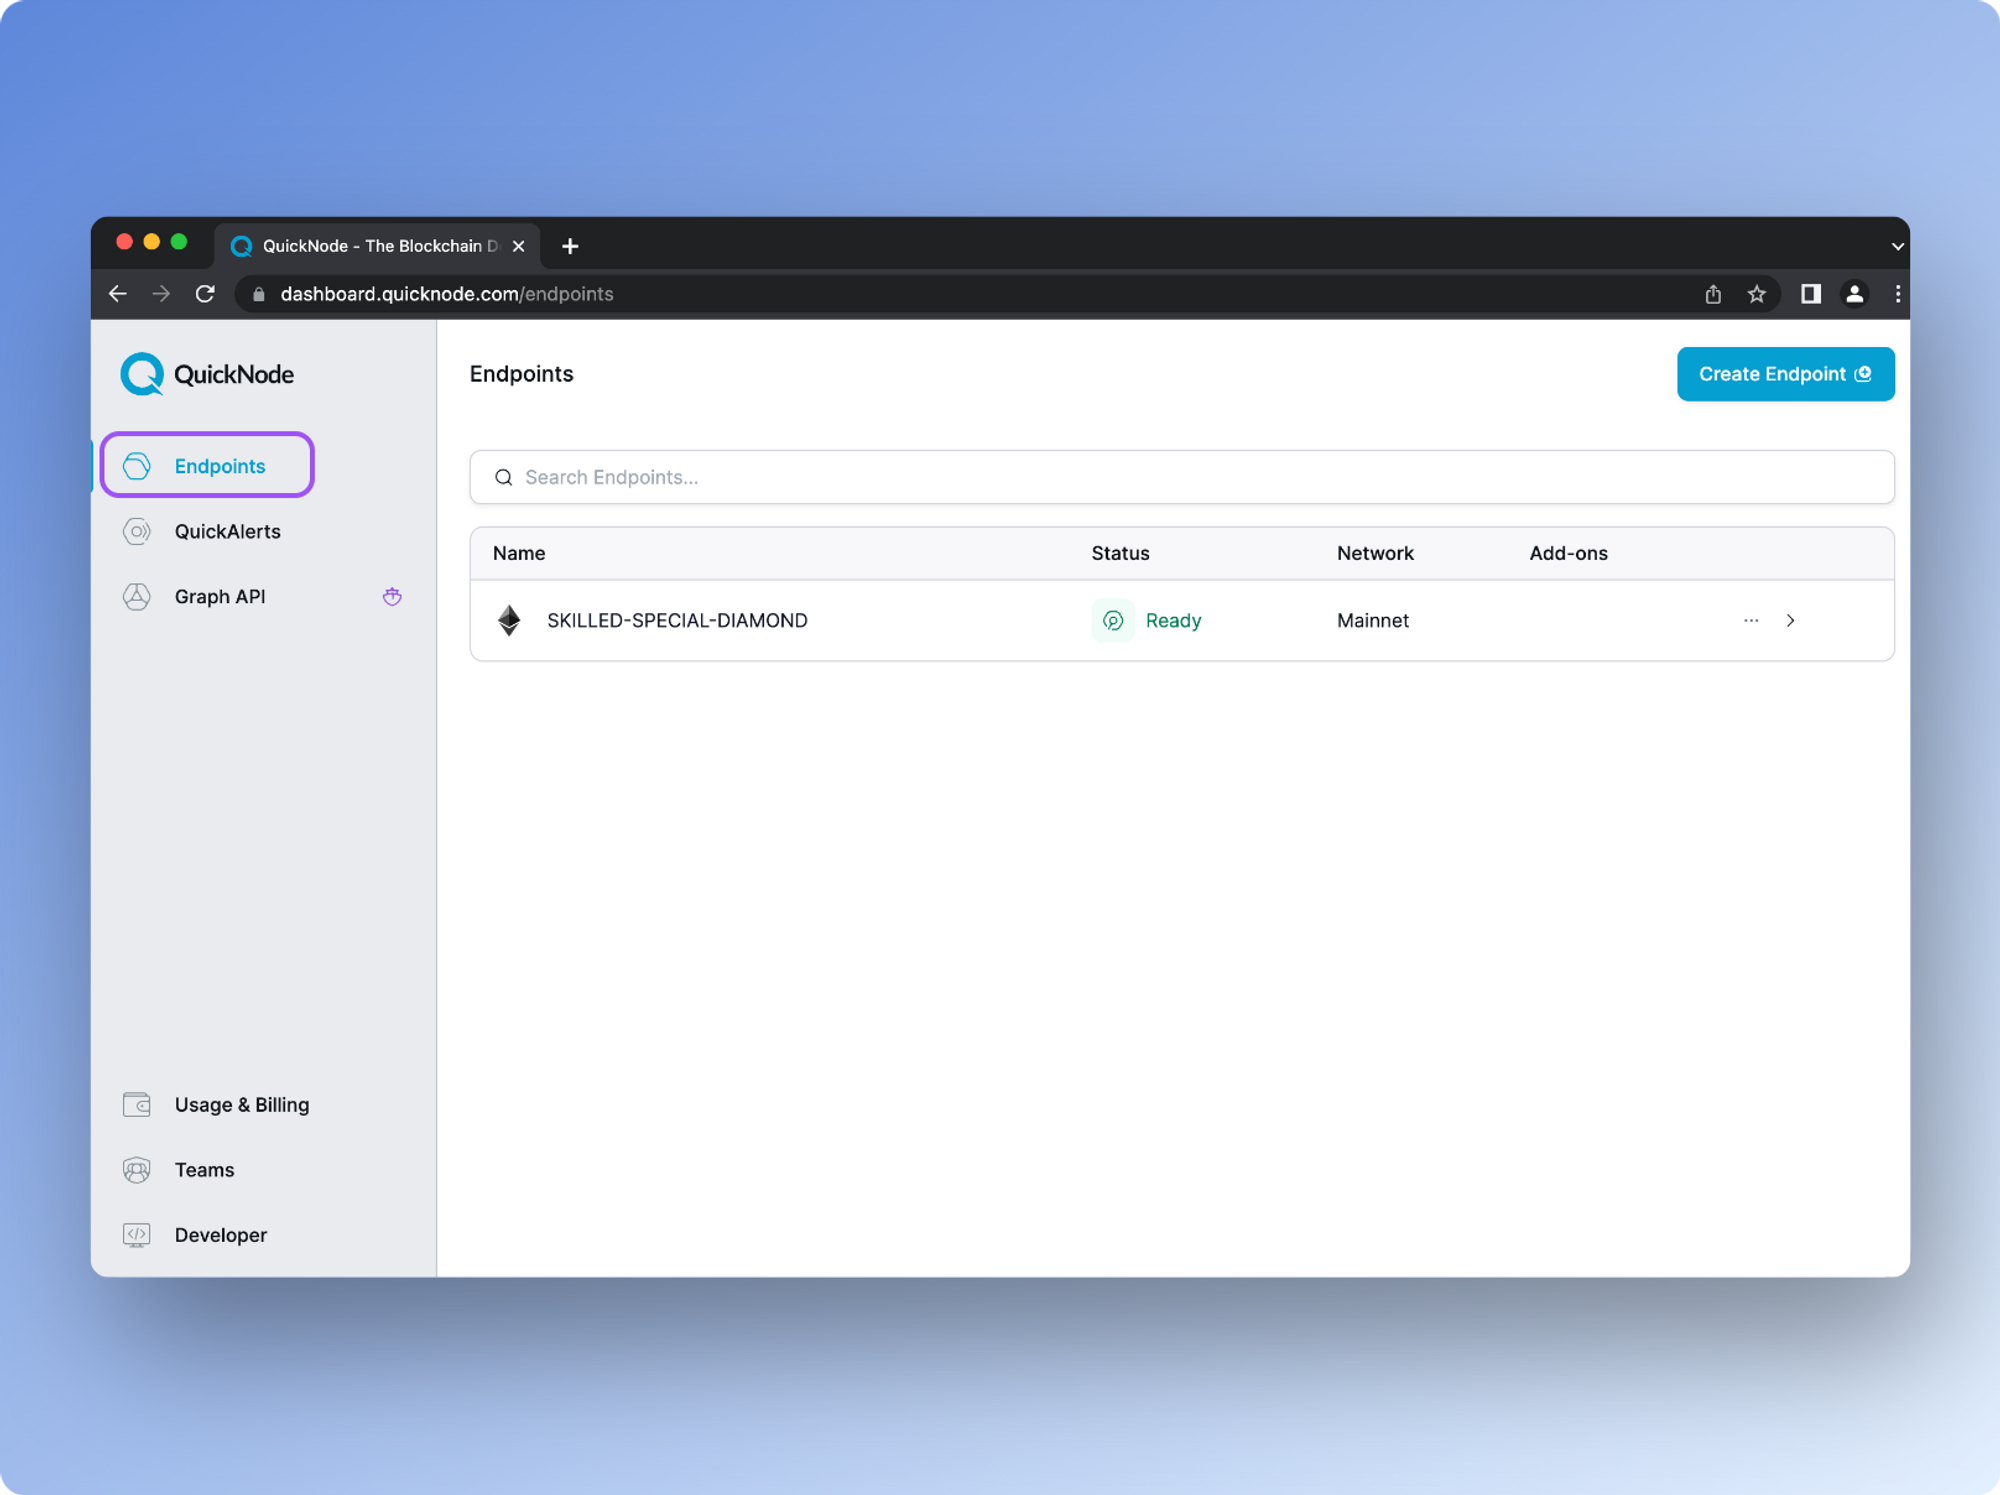 QuickNode - The Blockchain D
dashboard.quicknode.com/endpoints
QuickNode
Endpoints
QuickAlerts
Graph API
Usage & Billing
Teams
Developer
Endpoints
Create Endpoint
Search Endpoints...
Name Status Network Add-ons
SKILLED-SPECIAL-DIAMOND Ready Mainnet